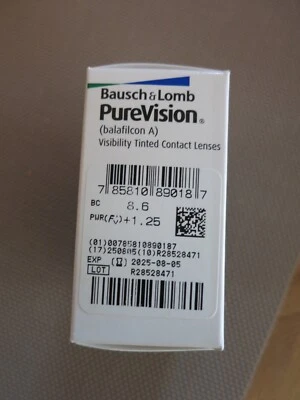 Bausch & Lomb
PureVision®
(balafilcon A)
Visibility Tinted Contact Lenses
7 85810 89018 7
BC 8.6
PWR(Fv) +1.25
(01)00785810890187
(17)250805(10)R28528471
EXP 2025-08-05
LOT R28528471